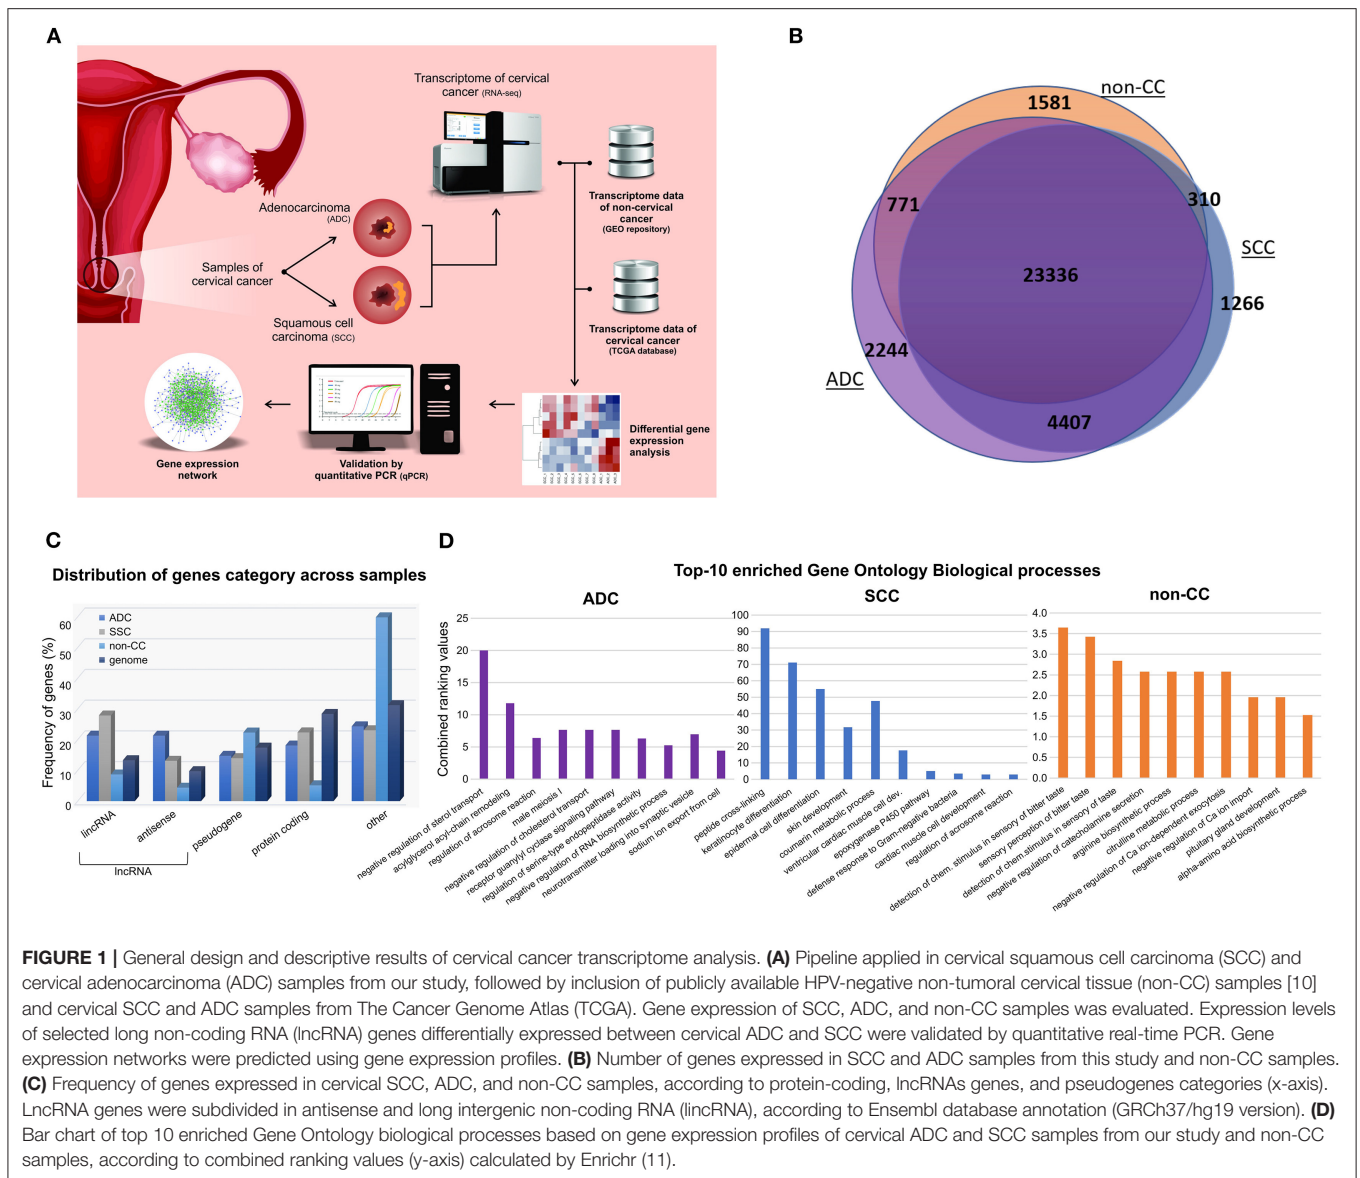 A
Transcriptome of cervical
cancer (RNA-seq)
Adenocarcinoma
(ADC)
Samples of
cervical cancer
Squamous cell
carcinoma (SCC)
Transcriptome data
of non-cervical
cancer
(GEO repository)
Transcriptome data of
cervical cancer
(TCGA database)
Differential gene
expression
analysis
Validation by
quantitative PCR (qPCR)
Gene expression
network
B
non-CC
1581
771
310
SCC
23336
1266
2244
ADC
4407
C
Distribution of genes category across samples
Frequency of genes (%)
60
50
40
30
20
10
0
ADC
SSC
non-CC
genome
lincRNA
antisense
pseudogene
protein coding
other
lncRNA
D
Top-10 enriched Gene Ontology Biological processes
ADC
Combined ranking values
25
20
15
10
5
0
negative regulation of sterol transport
acylglycerol acyl-chain remodeling
regulation of acrosome reaction
male meiosis I
negative regulation of cholesterol transport
receptor guanylyl cyclase signaling pathway
regulation of serine-type endopeptidase activity
negative regulation of RNA biosynthetic process
neurotransmitter loading into synaptic vesicle
sodium ion export from cell
SCC
100
90
80
70
60
50
40
30
20
10
0
peptide cross-linking
keratinocyte differentiation
epidermal cell differentiation
skin development
coumarin metabolic process
ventricular cardiac muscle cell dev.
epoxygenase P450 pathway
defense response to Gram-negative bacteria
cardiac muscle cell development
regulation of acrosome reaction
non-CC
4.0
3.5
3.0
2.5
2.0
1.5
1.0
0.5
0.0
detection of chem. stimulus in sensory of bitter taste
sensory perception of bitter taste
detection of chem.stimulus in sensory of taste
negative regulation of catecholamine secretion
arginine biosynthetic process
citrulline metabolic process
negative regulation of Ca ion-dependent exocytosis
negative regulation of Ca ion import
pituitary gland development
alpha-amino acid biosynthetic process
FIGURE 1 | General design and descriptive results of cervical cancer transcriptome analysis. (A) Pipeline applied in cervical squamous cell carcinoma (SCC) and
cervical adenocarcinoma (ADC) samples from our study, followed by inclusion of publicly available HPV-negative non-tumoral cervical tissue (non-CC) samples [10]
and cervical SCC and ADC samples from The Cancer Genome Atlas (TCGA). Gene expression of SCC, ADC, and non-CC samples was evaluated. Expression levels
of selected long non-coding RNA (lncRNA) genes differentially expressed between cervical ADC and SCC were validated by quantitative real-time PCR. Gene
expression networks were predicted using gene expression profiles. (B) Number of genes expressed in SCC and ADC samples from this study and non-CC samples.
(C) Frequency of genes expressed in cervical SCC, ADC, and non-CC samples, according to protein-coding, lncRNAs genes, and pseudogenes categories (x-axis).
LncRNA genes were subdivided in antisense and long intergenic non-coding RNA (lincRNA), according to Ensembl database annotation (GRCh37/hg19 version). (D)
Bar chart of top 10 enriched Gene Ontology biological processes based on gene expression profiles of cervical ADC and SCC samples from our study and non-CC
samples, according to combined ranking values (y-axis) calculated by Enrichr (11).